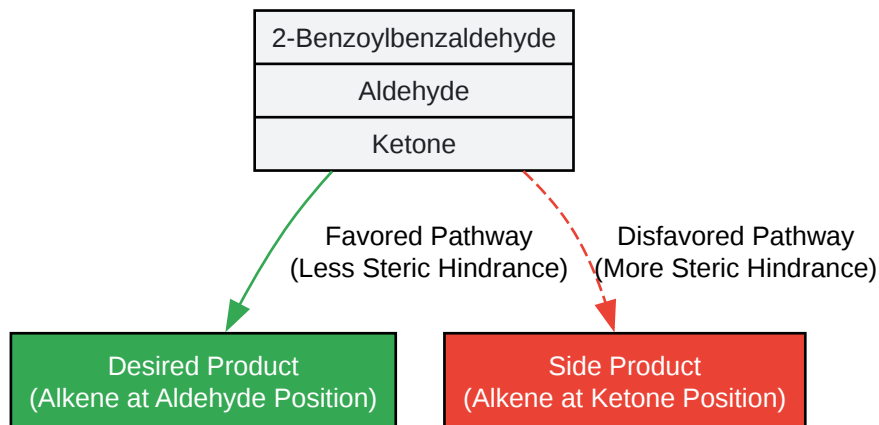 2-Benzoylbenzaldehyde
Aldehyde
Ketone
Favored Pathway
(Less Steric Hindrance)
Disfavored Pathway
(More Steric Hindrance)
Desired Product
(Alkene at Aldehyde Position)
Side Product
(Alkene at Ketone Position)